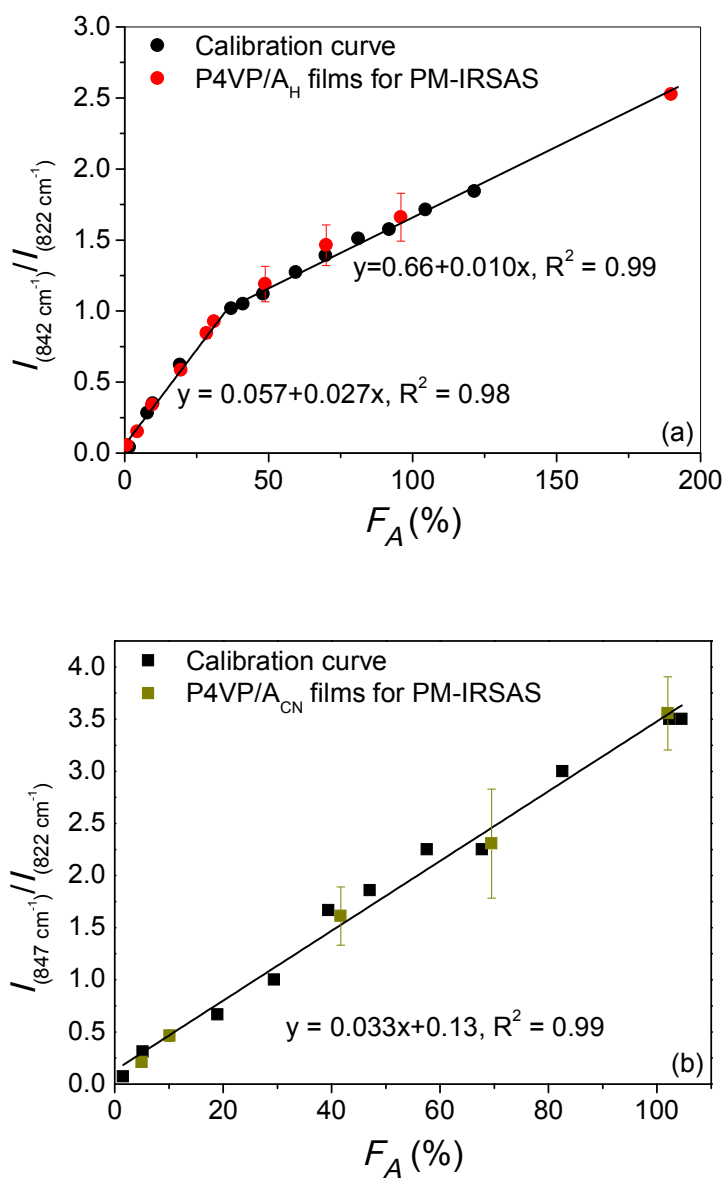 3.0
Calibration curve
P4VP/A_H films for PM-IRSAS
2.5
2.0
1.5
y=0.66+0.010x, R² = 0.99
1.0
0.5
y = 0.057+0.027x, R² = 0.98
0.0
(a)
0 50 100 150 200
I(842 cm⁻¹)/I(822 cm⁻¹)
F_A (%)
Calibration curve
4.0
P4VP/A_CN films for PM-IRSAS
3.5
3.0
2.5
2.0
1.5
1.0
0.5
y = 0.033x+0.13, R² = 0.99
0.0
(b)
0 20 40 60 80 100
I(847 cm⁻¹)/I(822 cm⁻¹)
F_A (%)